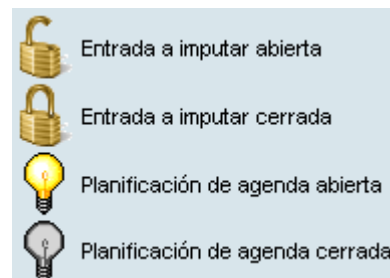 Entrada a imputar abierta
Entrada a imputar cerrada
Planificación de agenda abierta
Planificación de agenda cerrada